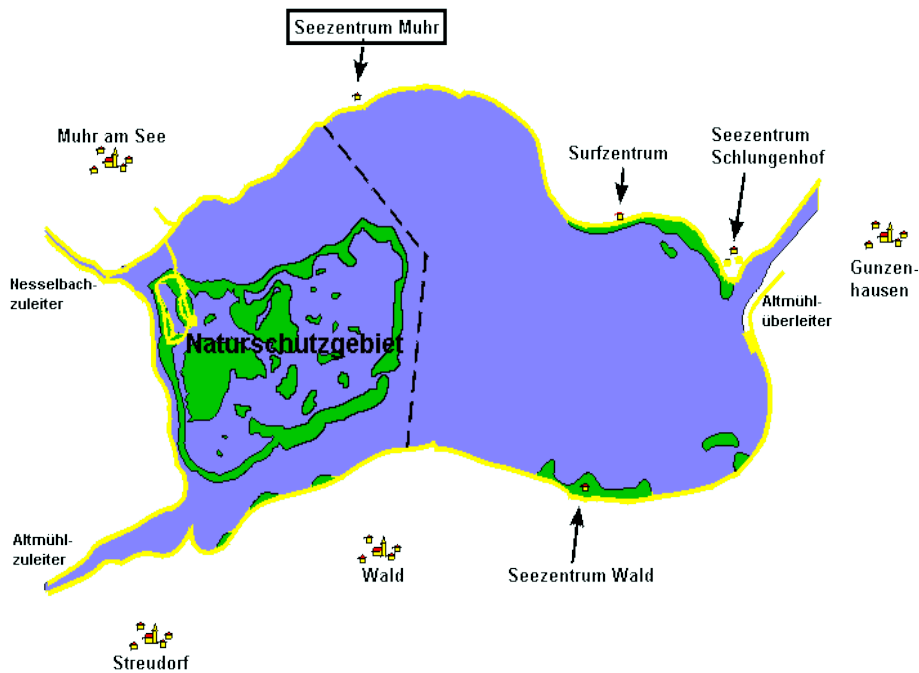 Seezentrum Muhr
Muhr am See
Surfzentrum
Seezentrum
Schlungenhof
Nesselbach-
zuleiter
Gunzen-
hausen
Altmühl-
überleiter
Naturschutzgebiet
Altmühl-
zuleiter
Wald
Seezentrum Wald
Streudorf